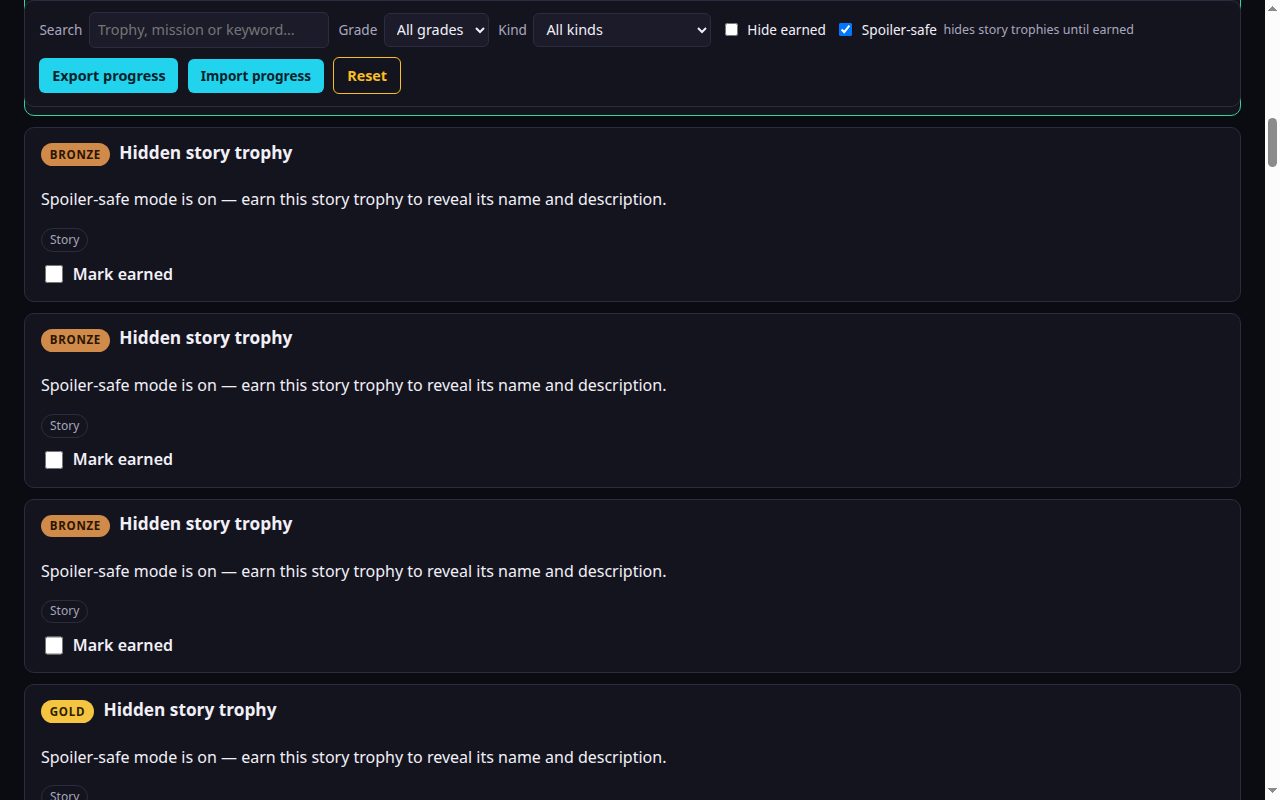 Search Trophy, mission or keyword... Grade All grades Kind All kinds Hide earned Spoiler-safe hides story trophies until earned
Export progress Import progress Reset
BRONZE Hidden story trophy
Spoiler-safe mode is on — earn this story trophy to reveal its name and description.
Story
Mark earned
BRONZE Hidden story trophy
Spoiler-safe mode is on — earn this story trophy to reveal its name and description.
Story
Mark earned
BRONZE Hidden story trophy
Spoiler-safe mode is on — earn this story trophy to reveal its name and description.
Story
Mark earned
GOLD Hidden story trophy
Spoiler-safe mode is on — earn this story trophy to reveal its name and description.
Story